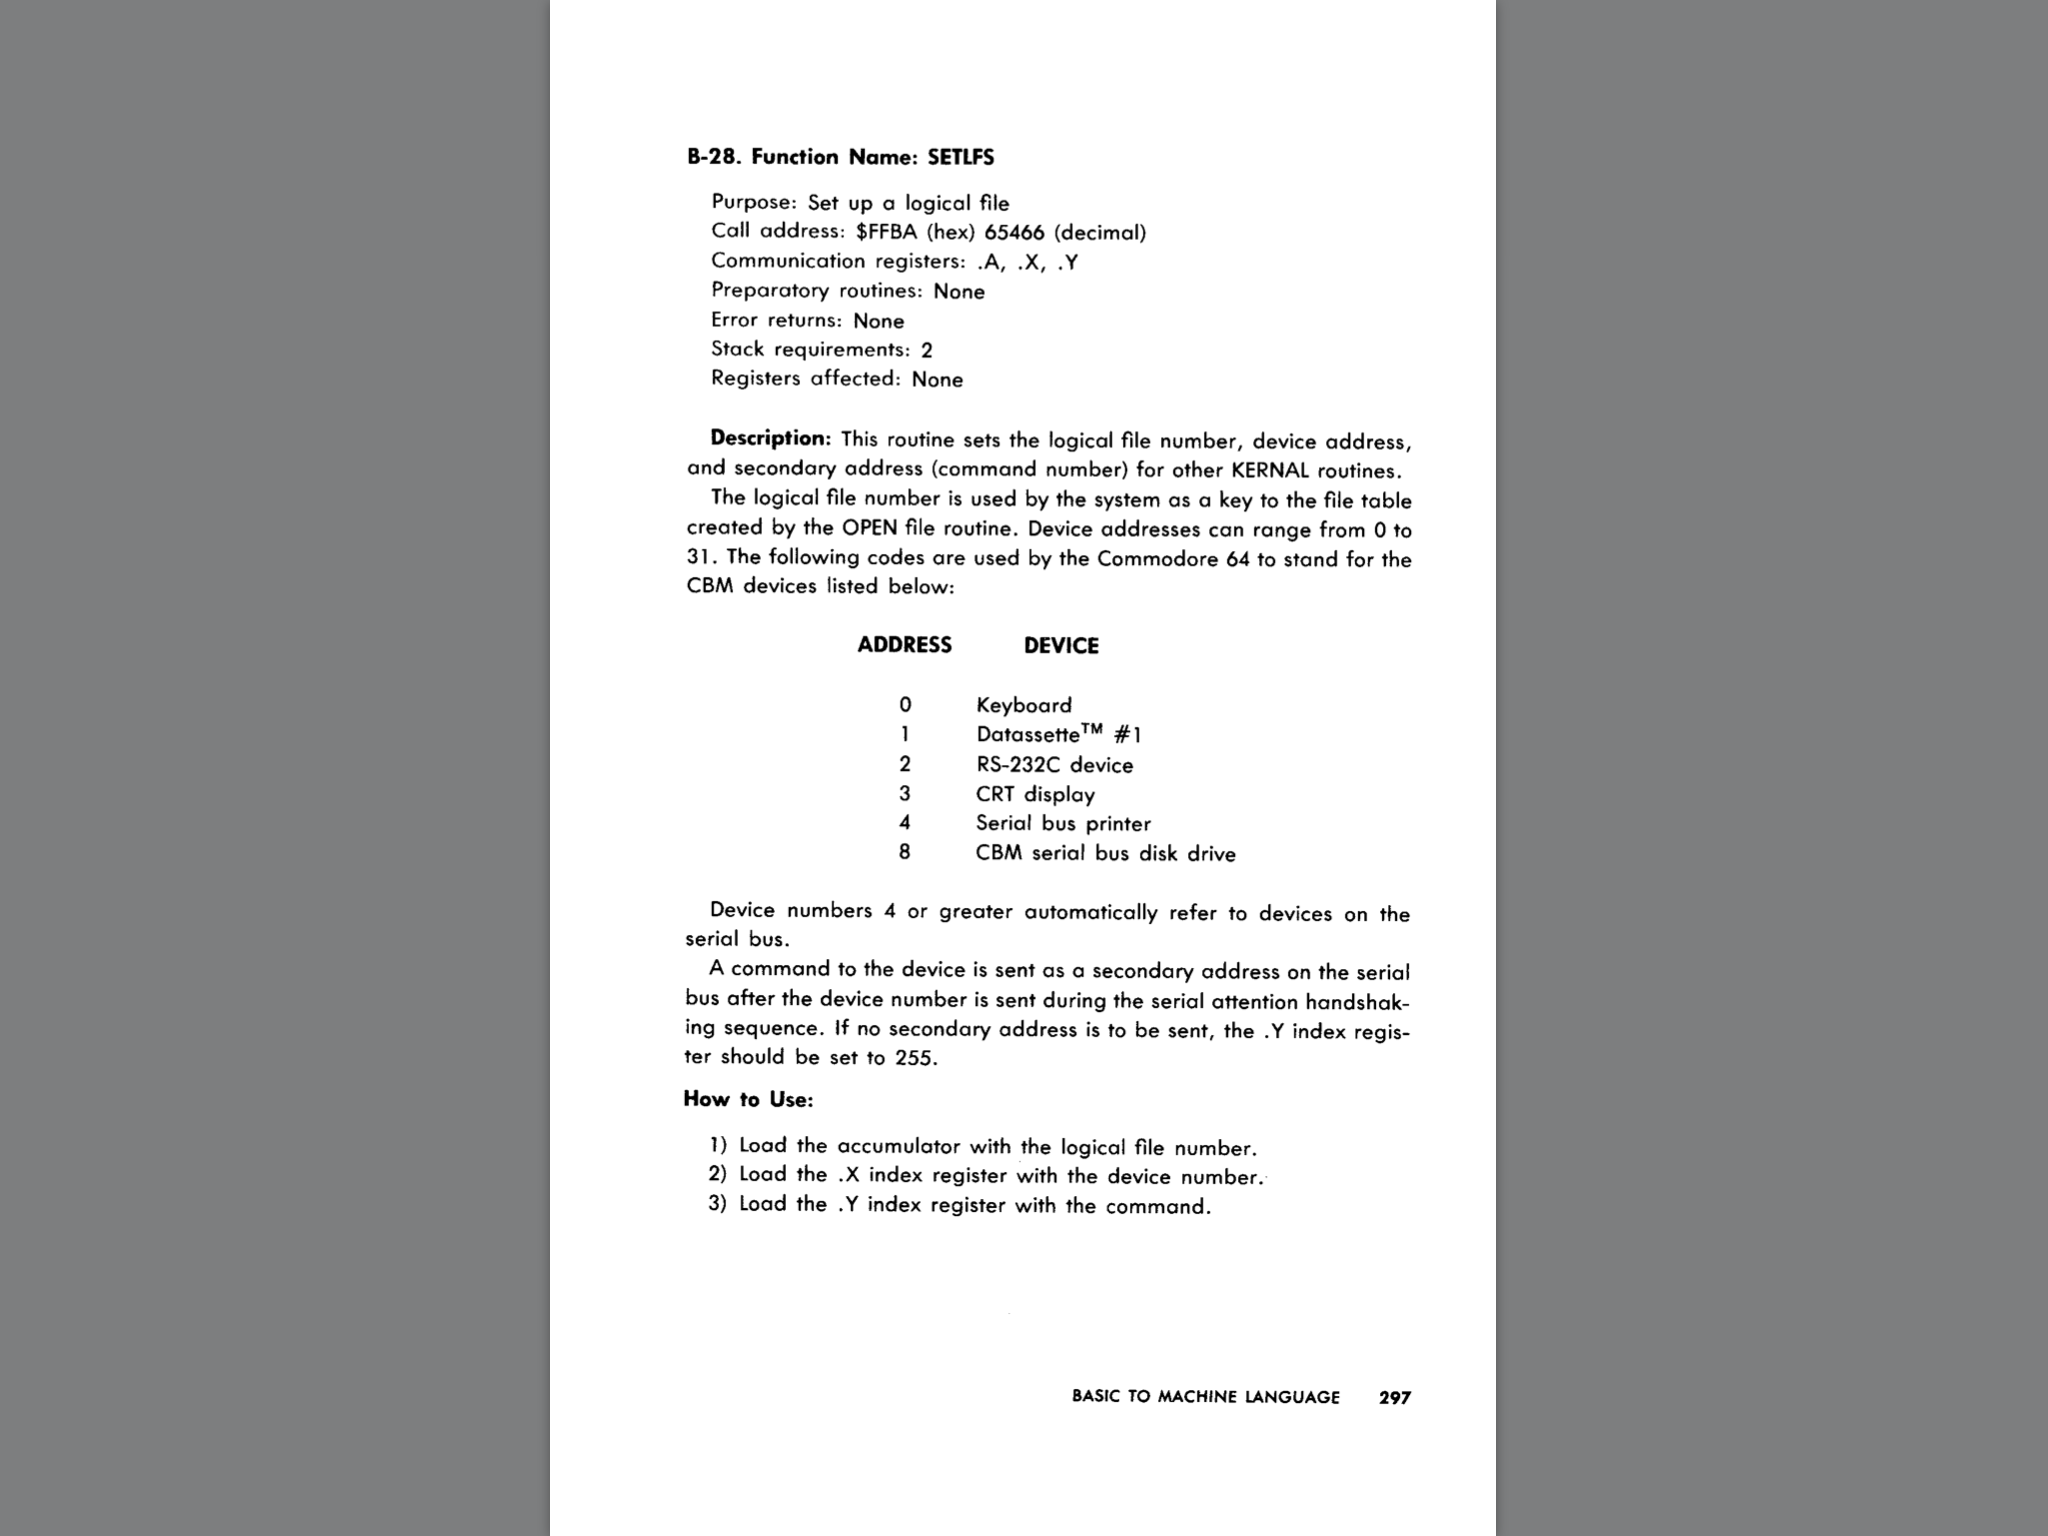 B-28. Function Name: SETLFS
Purpose: Set up a logical file
Call address: $FFBA (hex) 65466 (decimal)
Communication registers: .A, .X, .Y
Preparatory routines: None
Error returns: None
Stack requirements: 2
Registers affected: None
Description: This routine sets the logical file number, device address,
and secondary address (command number) for other KERNAL routines.
The logical file number is used by the system as a key to the file table
created by the OPEN file routine. Device addresses can range from 0 to
31. The following codes are used by the Commodore 64 to stand for the
CBM devices listed below:
ADDRESS DEVICE
0 Keyboard
1 Datassette™ #1
2 RS-232C device
3 CRT display
4 Serial bus printer
8 CBM serial bus disk drive
Device numbers 4 or greater automatically refer to devices on the
serial bus.
A command to the device is sent as a secondary address on the serial
bus after the device number is sent during the serial attention handshak-
ing sequence. If no secondary address is to be sent, the .Y index regis-
ter should be set to 255.
How to Use:
1) Load the accumulator with the logical file number.
2) Load the .X index register with the device number.
3) Load the .Y index register with the command.
BASIC TO MACHINE LANGUAGE 297